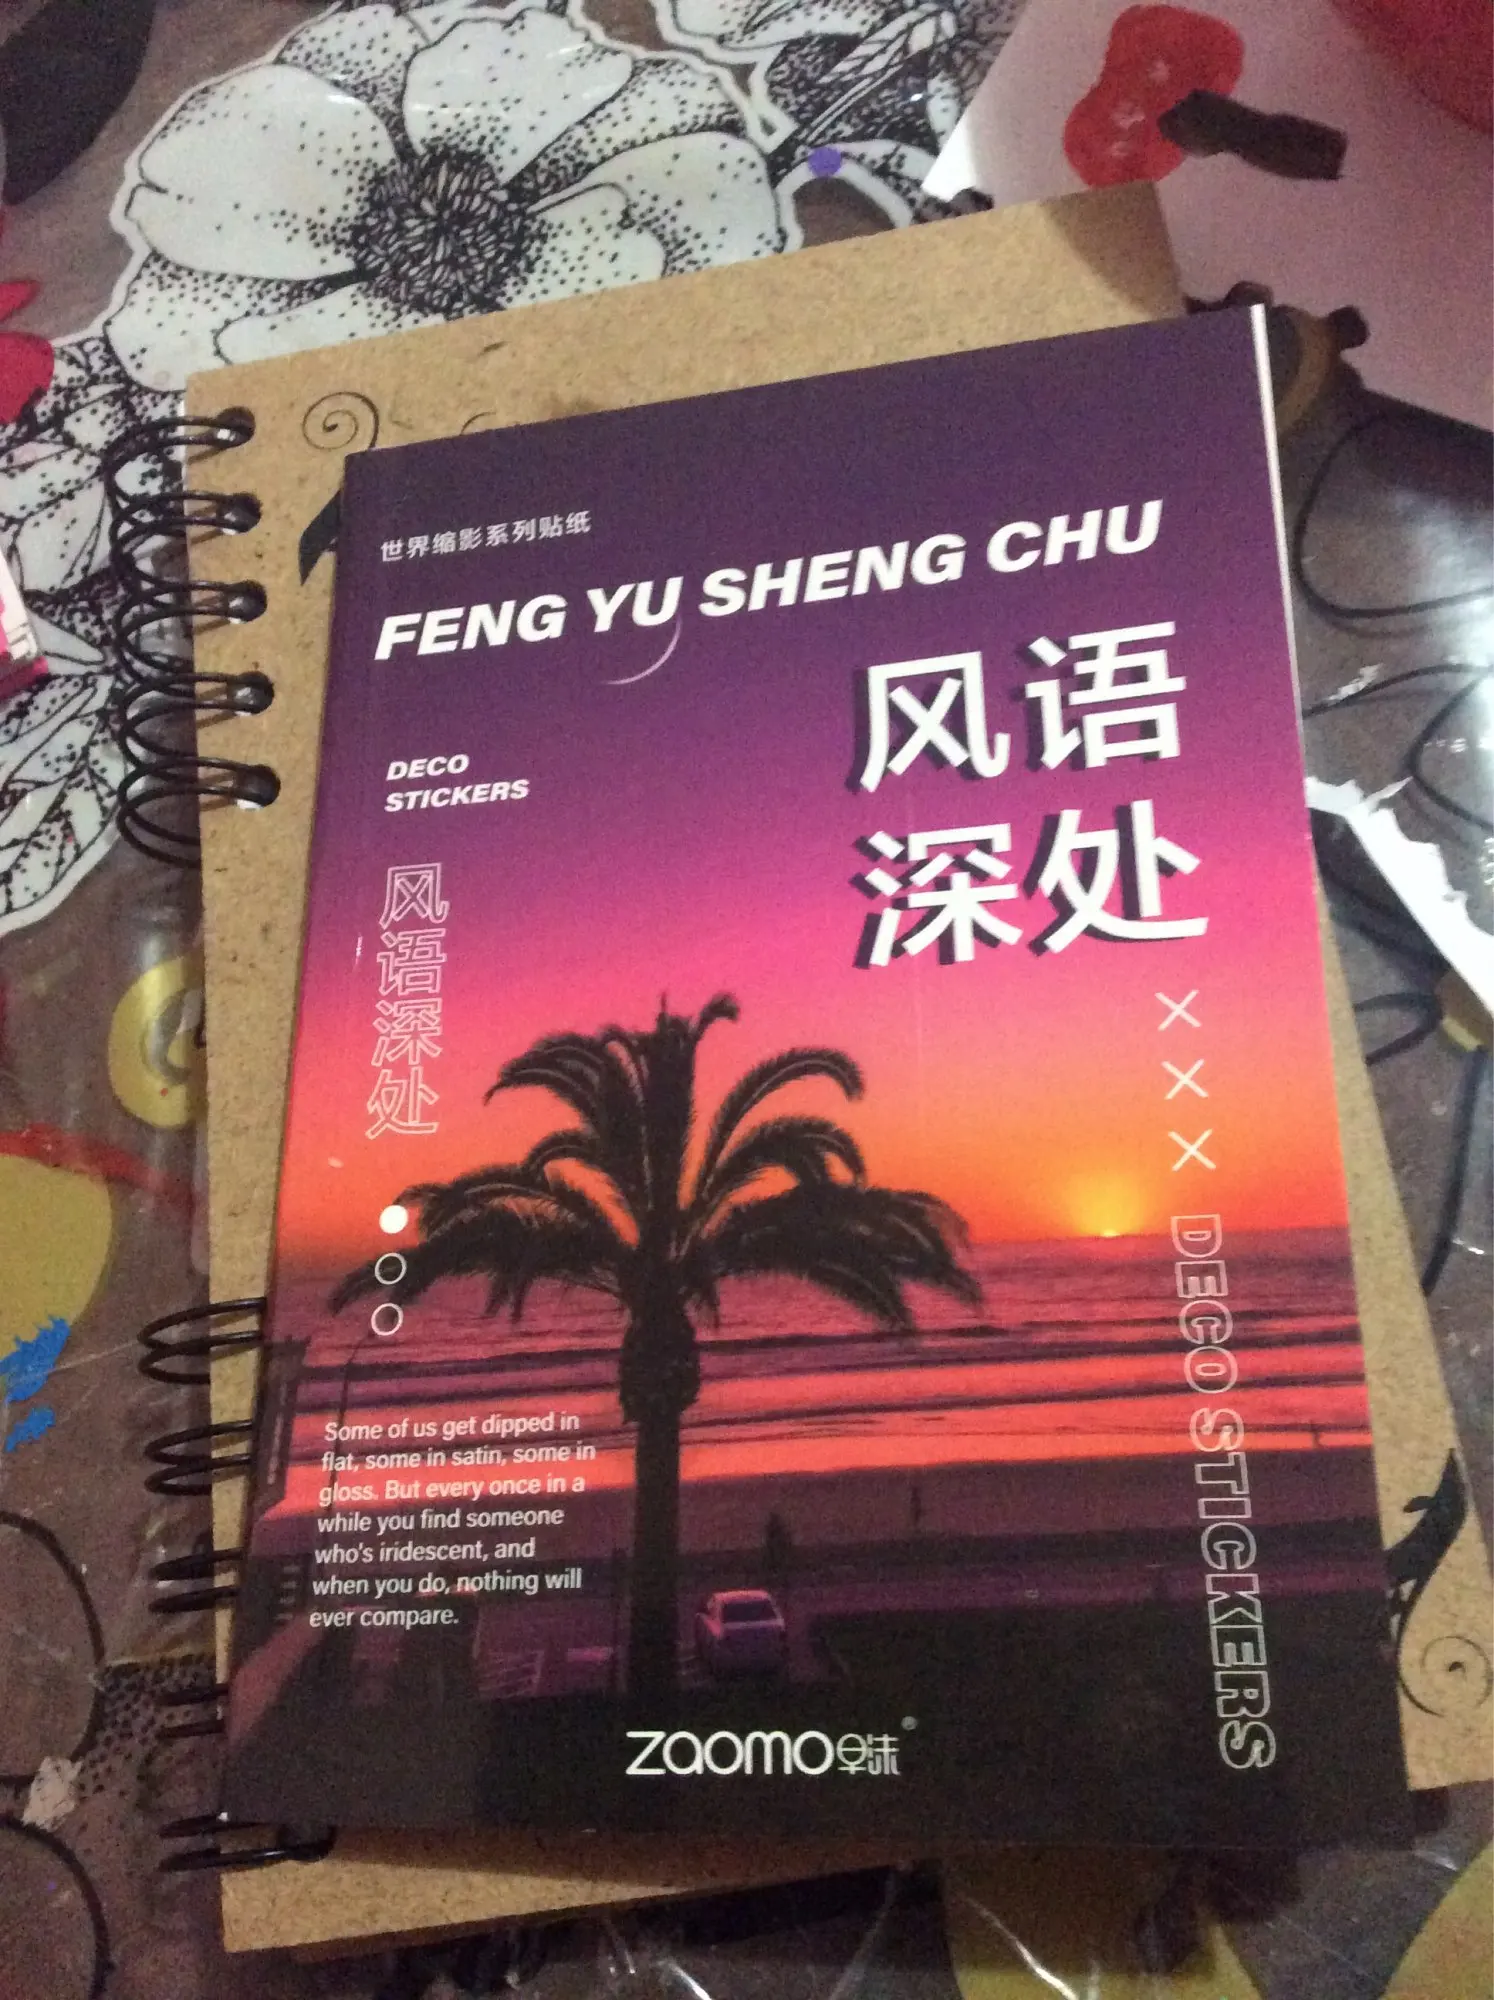 世界缩影系列贴纸
FENG YU SHENG CHU
风语
深处
DECO
STICKERS
风语深处
DECO STICKERS
Some of us get dipped in
flat, some in satin, some in
gloss. But every once in a
while you find someone
who's iridescent, and
when you do, nothing will
ever compare.
zaomo